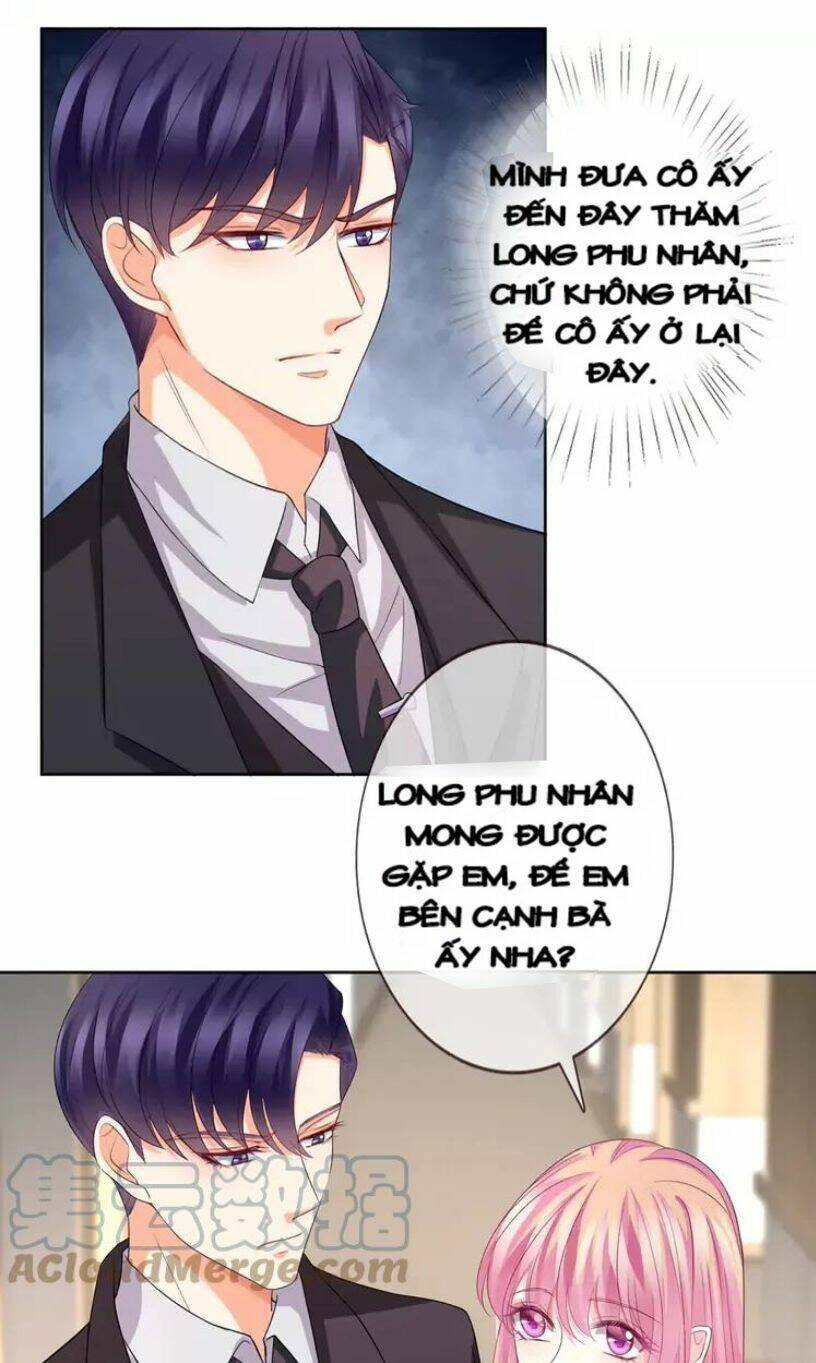 MÌNH ĐƯA CÔ ẤY
ĐẾN ĐÂY THĂM
LONG PHU NHÂN,
CHỨ KHÔNG PHẢI
ĐỂ CÔ ẤY Ở LẠI
ĐÂY.
LONG PHU NHÂN
MONG ĐƯỢC
GẶP EM, ĐỂ EM
BÊN CẠNH BÀ
ẤY NHA?
集云数据
ACloudMerge.com